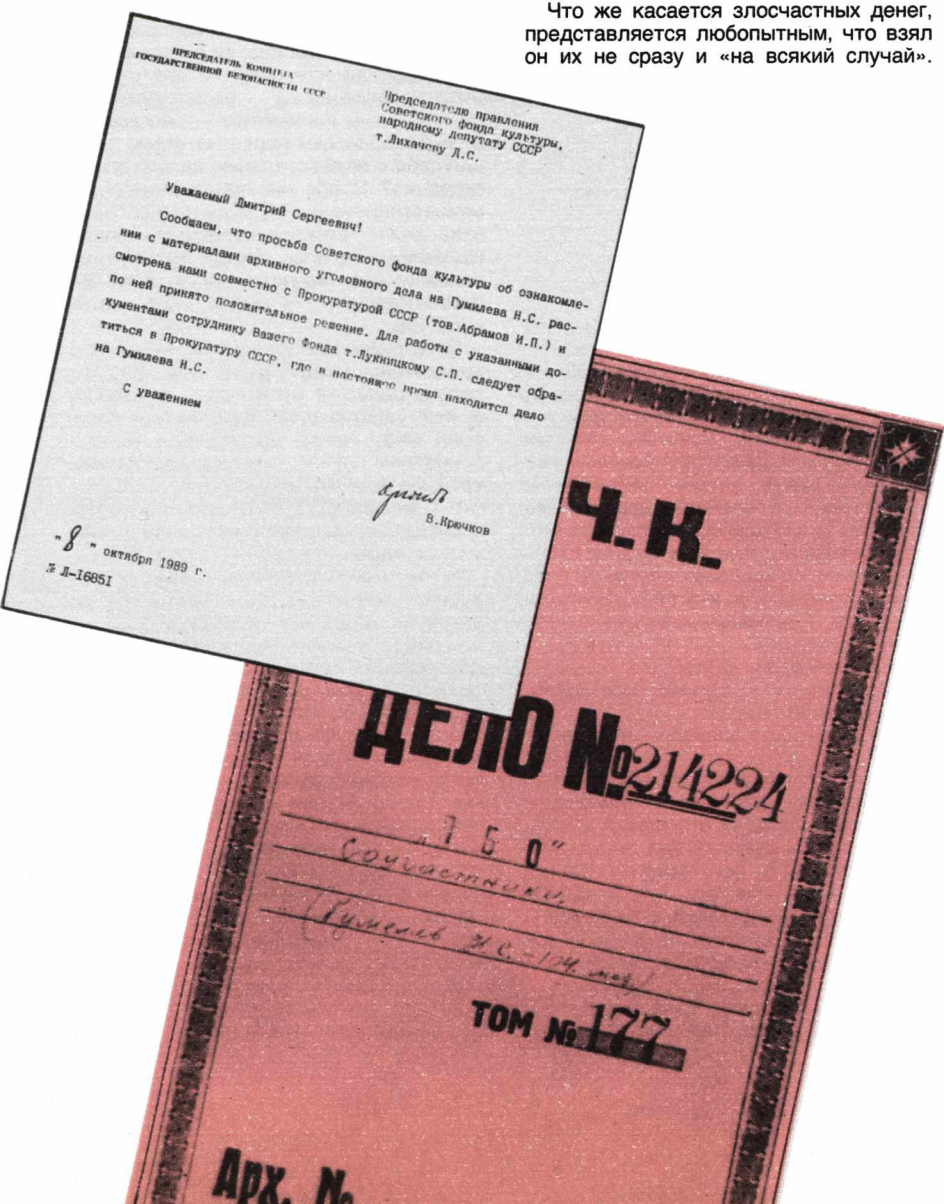 Что же касается злосчастных денег,
представляется любопытным, что взял
он их не сразу и «на всякий случай».
ПРЕДСЕДАТЕЛЬ КОМИТЕТА
ГОСУДАРСТВЕННОЙ БЕЗОПАСНОСТИ СССР
Председателю правления
Советского фонда культуры,
народному депутату СССР
т.Лихачеву Д.С.
Уважаемый Дмитрий Сергеевич!
Сообщаем, что просьба Советского фонда культуры об ознакомле-
нии с материалами архивного уголовного дела на Гумилева Н.С. рас-
смотрена нами совместно с Прокуратурой СССР (тов.Абрамов И.П.) и
по ней принято положительное решение. Для работы с указанными до-
кументами сотруднику Вашего Фонда т.Лукницкому С.П. следует обра-
титься в Прокуратуру СССР, где в настоящее время находится дело
на Гумилева Н.С.
С уважением
В.Крючков
"8" октября 1989 г.
№ Л-16851
Ч.К.
ДЕЛО №214224
Соучастники.
ТОМ № 177
Арх. №